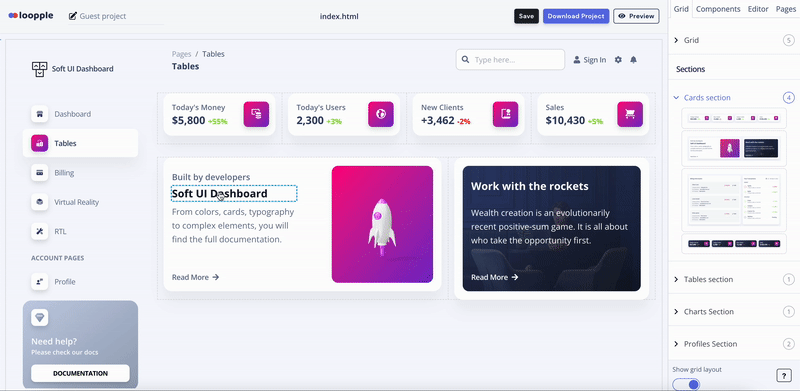 loopple
Guest project
index.html
Save
Download Project
Preview
Grid
Components
Editor
Pages
Soft UI Dashboard
Dashboard
Tables
Billing
Virtual Reality
RTL
ACCOUNT PAGES
Profile
Need help?
Please check our docs
DOCUMENTATION
Pages / Tables
Tables
Type here...
Sign In
Today's Money
$5,800 +55%
Today's Users
2,300 +3%
New Clients
+3,462 -2%
Sales
$10,430 +5%
Built by developers
Soft UI Dashboard
From colors, cards, typography
to complex elements, you will
find the full documentation.
Read More
Work with the rockets
Wealth creation is an evolutionarily
recent positive-sum game. It is all about
who take the opportunity first.
Read More
Grid
5
Sections
Cards section
4
Tables section
1
Charts Section
1
Profiles Section
2
Show grid layout
?